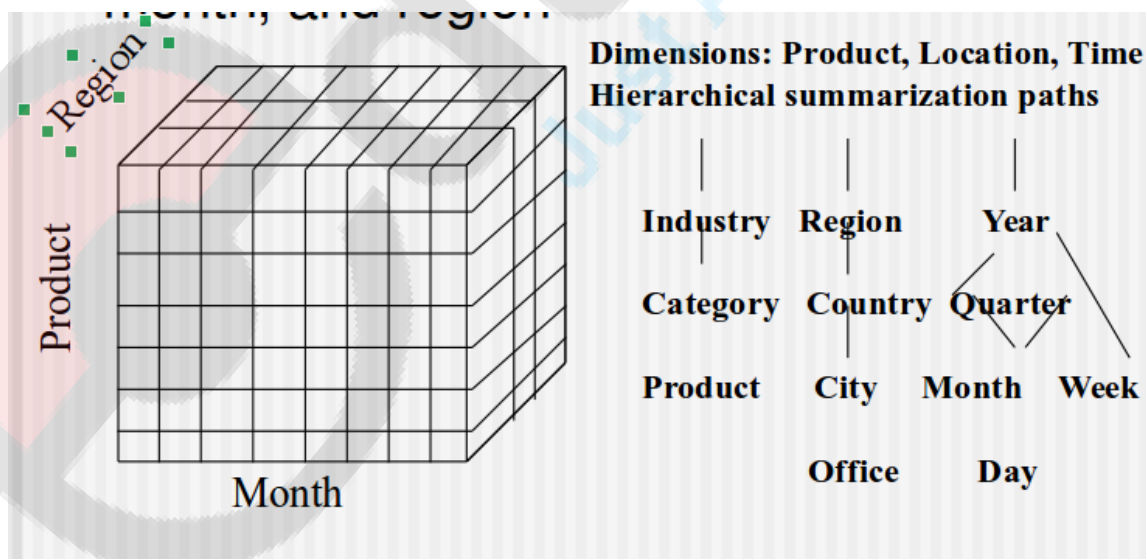 month, and region
Region
Product
Month
Dimensions: Product, Location, Time
Hierarchical summarization paths
Industry Region Year
Category Country Quarter
Product City Month Week
Office Day
Just